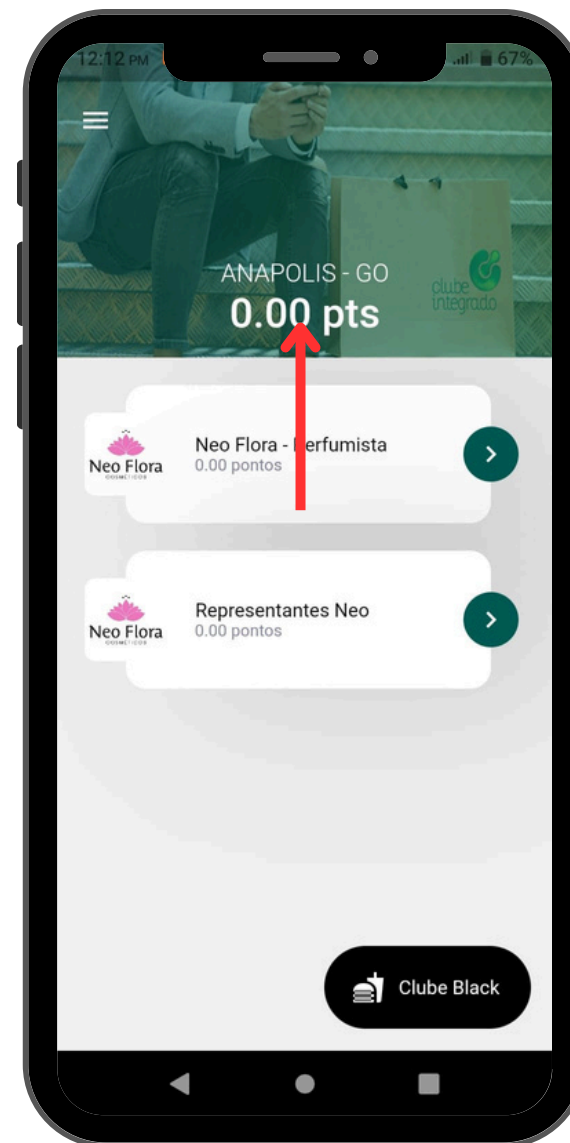 12:12 PM
67%
ANAPOLIS - GO
clube
integrado
0.00 pts
Neo Flora
COSMÉTICOS
Neo Flora - Perfumista
0.00 pontos
Neo Flora
COSMÉTICOS
Representantes Neo
0.00 pontos
Clube Black